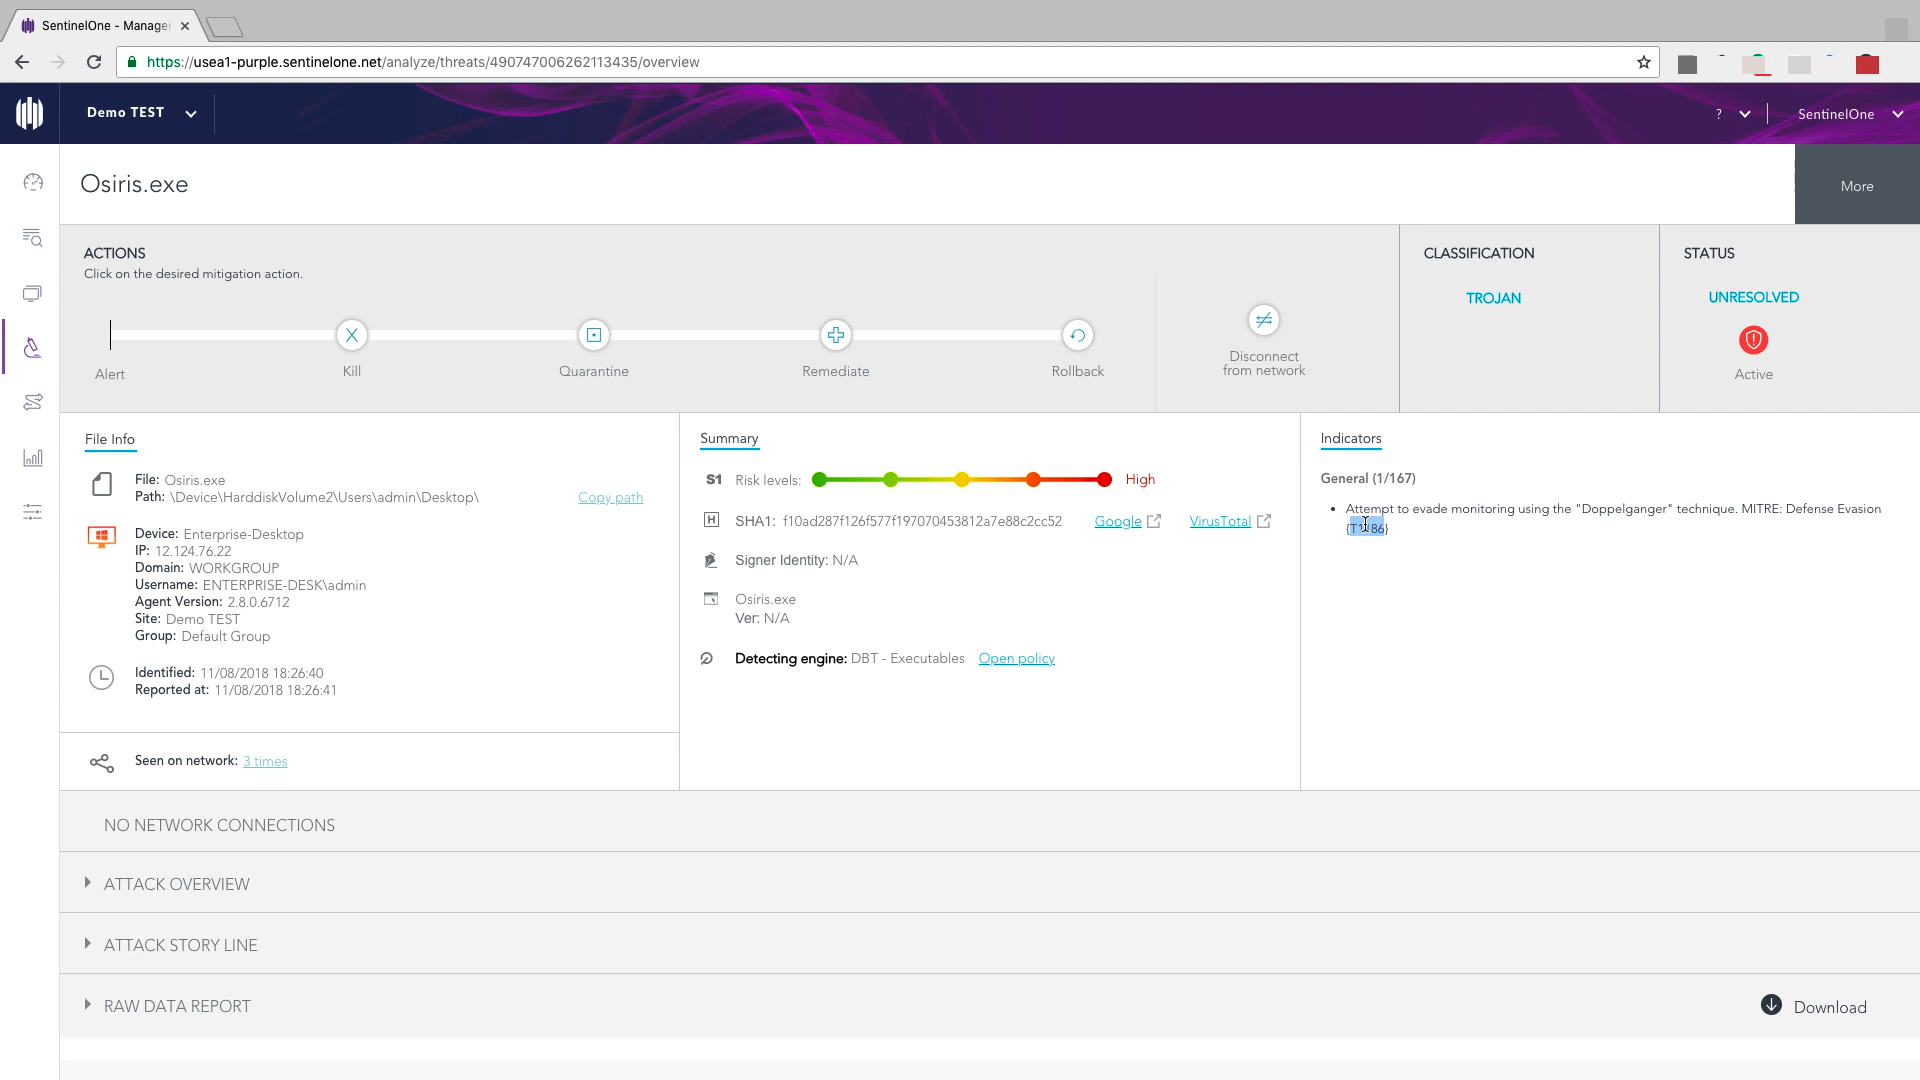 SentinelOne - Manage
https://usea1-purple.sentinelone.net/analyze/threats/490747006262113435/overview
Demo TEST
?
SentinelOne
Osiris.exe
More
ACTIONS
Click on the desired mitigation action.
Alert
Kill
Quarantine
Remediate
Rollback
Disconnect
from network
CLASSIFICATION
TROJAN
STATUS
UNRESOLVED
Active
File Info
File: Osiris.exe
Path: \Device\HarddiskVolume2\Users\admin\Desktop\
Copy path
Device: Enterprise-Desktop
IP: 12.124.76.22
Domain: WORKGROUP
Username: ENTERPRISE-DESK\admin
Agent Version: 2.8.0.6712
Site: Demo TEST
Group: Default Group
Identified: 11/08/2018 18:26:40
Reported at: 11/08/2018 18:26:41
Seen on network: 3 times
Summary
S1 Risk levels: High
H SHA1: f10ad287f126f577f197070453812a7e88c2cc52 Google VirusTotal
Signer Identity: N/A
Osiris.exe
Ver: N/A
Detecting engine: DBT - Executables Open policy
Indicators
General (1/167)
• Attempt to evade monitoring using the "Doppelganger" technique. MITRE: Defense Evasion
NO NETWORK CONNECTIONS
ATTACK OVERVIEW
ATTACK STORY LINE
RAW DATA REPORT
Download